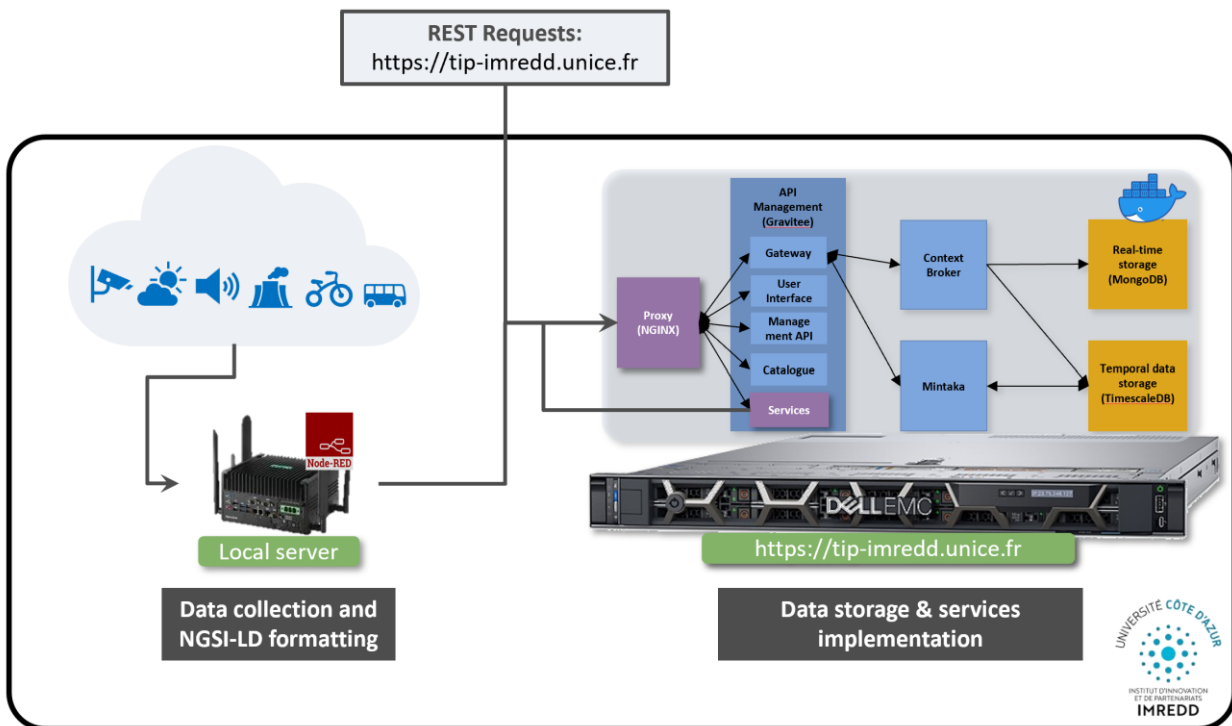 REST Requests:
https://tip-imredd.unice.fr
API
Management
(Gravitee)
Gateway
User
Interface
Manage
ment API
Catalogue
Services
Proxy
(NGINX)
Context
Broker
Mintaka
Real-time
storage
(MongoDB)
Temporal data
storage
(TimescaleDB)
Node-RED
Local server
DELL EMC
https://tip-imredd.unice.fr
Data collection and
NGSI-LD formatting
Data storage & services
implementation
UNIVERSITÉ CÔTE D'AZUR
INSTITUT D'INNOVATION
ET DE PARTENARIATS
IMREDD